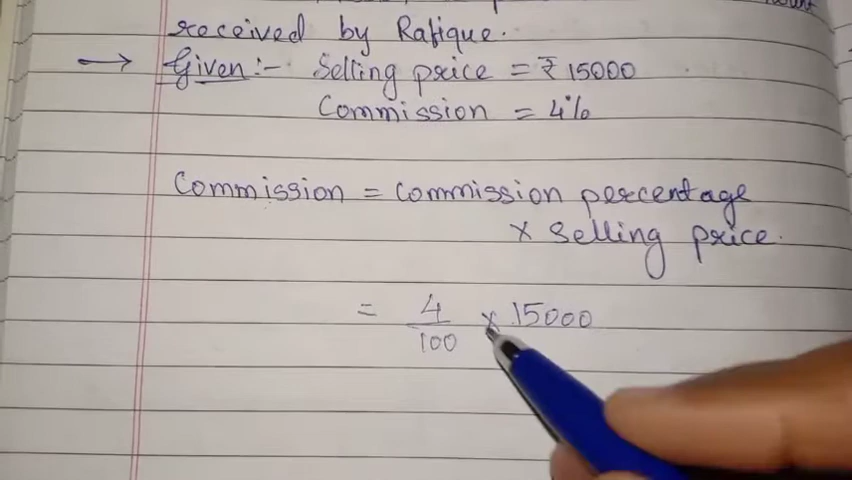 received by Rafique.
→ Given :- Selling price = ₹ 15000
Commission = 4%
Commission = commission percentage
× Selling price.
= 4/100 × 15000